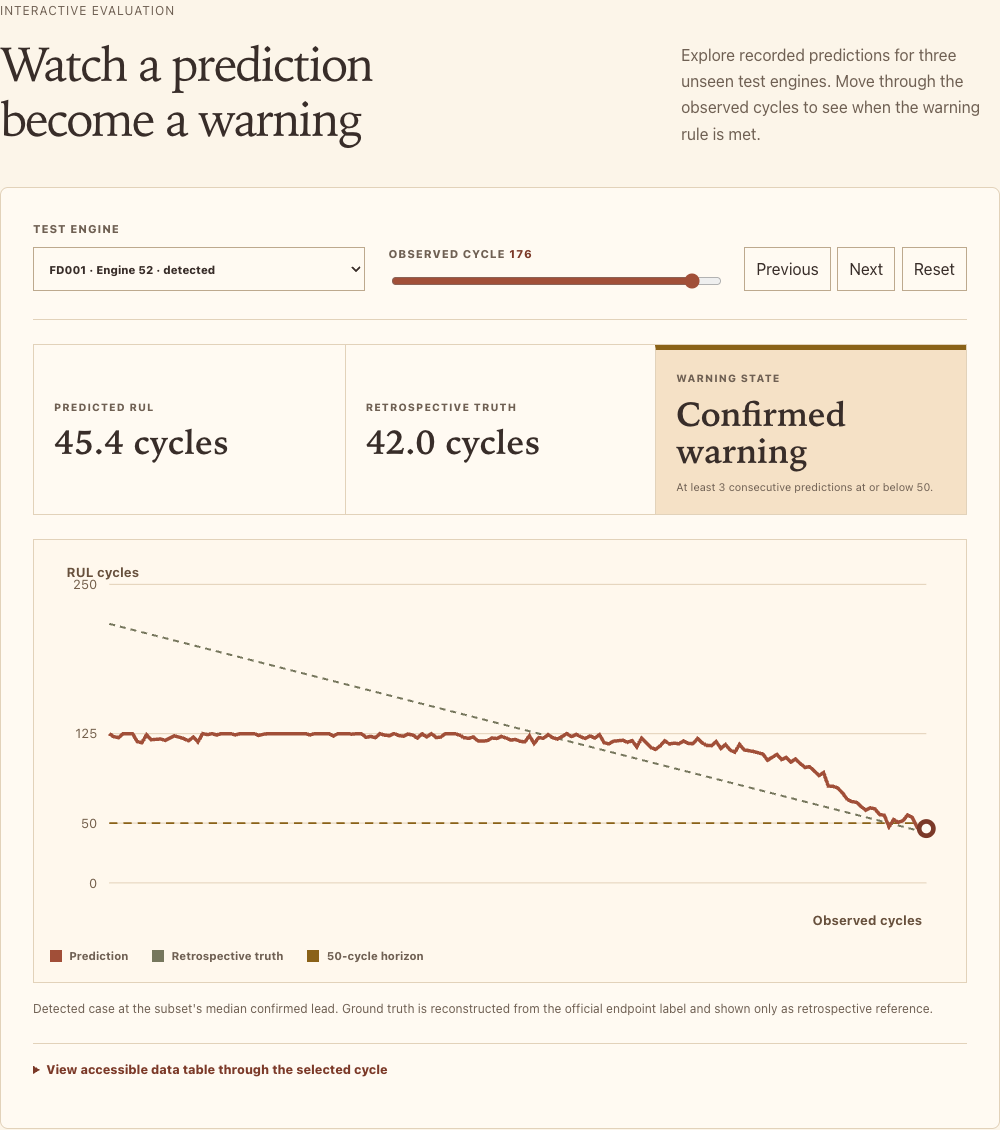 INTERACTIVE EVALUATION
Watch a prediction
become a warning
Explore recorded predictions for three
unseen test engines. Move through the
observed cycles to see when the warning
rule is met.
TEST ENGINE
FD001 · Engine 52 · detected
OBSERVED CYCLE 176
Previous
Next
Reset
PREDICTED RUL
45.4 cycles
RETROSPECTIVE TRUTH
42.0 cycles
WARNING STATE
Confirmed
warning
At least 3 consecutive predictions at or below 50.
RUL cycles
250
125
50
0
Observed cycles
Prediction
Retrospective truth
50-cycle horizon
Detected case at the subset's median confirmed lead. Ground truth is reconstructed from the official endpoint label and shown only as retrospective reference.
View accessible data table through the selected cycle